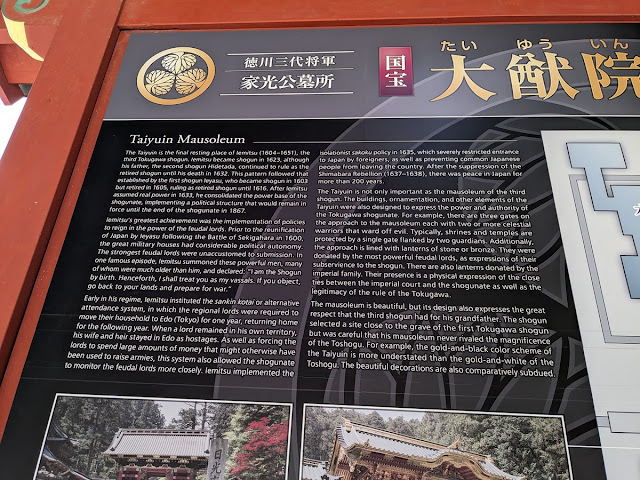 徳川三代将軍
家光公墓所
国宝
たい ゆう いん
大猷院
Taiyuin Mausoleum
The Taiyuin is the final resting place of Iemitsu (1604–1651), the
third Tokugawa shogun. Iemitsu became shogun in 1623, although
his father, the second shogun Hidetada, continued to rule as the
retired shogun until his death in 1632. This pattern followed that
established by the first shogun Ieyasu, who became shogun in 1603
but retired in 1605, ruling as retired shogun until 1616. After Iemitsu
assumed real power in 1633, he consolidated the power base of the
shogunate, implementing a political structure that would remain in
force until the end of the shogunate in 1867.
Iemitsu's greatest achievement was the implementation of policies
to reign in the power of the feudal lords. Prior to the reunification
of Japan by Ieyasu following the Battle of Sekigahara in 1600,
the great military houses had considerable political autonomy.
The strongest feudal lords were unaccustomed to submission. In
one famous episode, Iemitsu summoned these powerful men, many
of whom were much older than him, and declared: "I am the Shogun
by birth. Henceforth, I shall treat you as my vassals. If you object,
go back to your lands and prepare for war."
Early in his regime, Iemitsu instituted the sankin kotai or alternative
attendance system, in which the regional lords were required to
move their household to Edo (Tokyo) for one year, returning home
for the following year. When a lord remained in his own territory,
his wife and heir stayed in Edo as hostages. As well as forcing the
lords to spend large amounts of money that might otherwise have
been used to raise armies, this system also allowed the shogunate
to monitor the feudal lords more closely. Iemitsu implemented the
isolationist sakoku policy in 1635, which severely restricted entrance
to Japan by foreigners, as well as preventing common Japanese
people from leaving the country. After the suppression of the
Shimabara Rebellion (1637–1638), there was peace in Japan for
more than 200 years.
The Taiyuin is not only important as the mausoleum of the third
shogun. The buildings, ornamentation, and other elements of the
Taiyuin were also designed to express the power and authority of
the Tokugawa shogunate. For example, there are three gates on
the approach to the mausoleum each with two or more celestial
warriors that ward off evil. Typically, shrines and temples are
protected by a single gate flanked by two guardians. Additionally,
the approach is lined with lanterns of stone or bronze. They were
donated by the most powerful feudal lords, as expressions of their
subservience to the shogun. There are also lanterns donated by the
imperial family. Their presence is a physical expression of the close
ties between the imperial court and the shogunate as well as the
legitimacy of the rule of the Tokugawa.
The mausoleum is beautiful, but its design also expresses the great
respect that the third shogun had for his grandfather. The shogun
selected a site close to the grave of the first Tokugawa shogun
but was careful that his mausoleum never rivaled the magnificence
of the Toshogu. For example, the gold-and-black color scheme of
the Taiyuin is more understated than the gold-and-white of the
Toshogu. The beautiful decorations are also comparatively subdued.